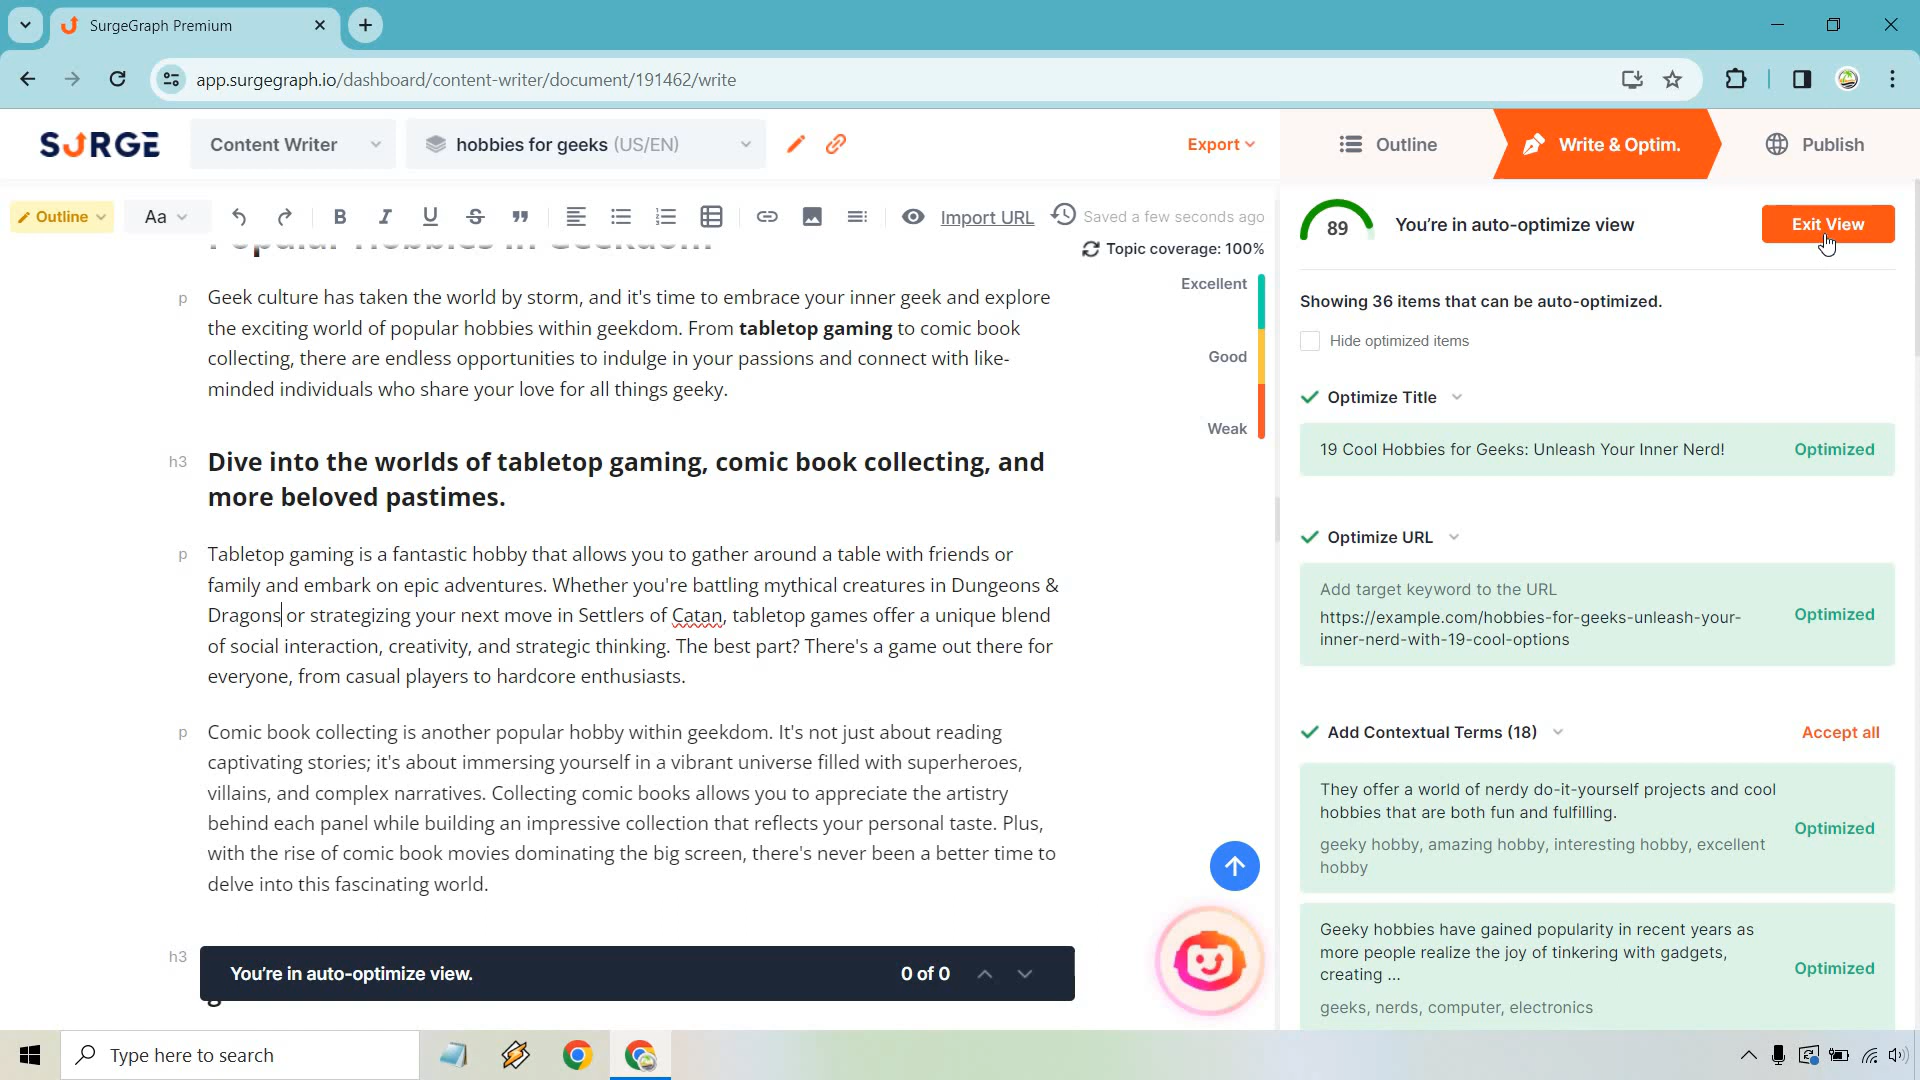 SurgeGraph Premium
app.surgegraph.io/dashboard/content-writer/document/191462/write
SURGE
Content Writer
hobbies for geeks (US/EN)
Export
Outline
Write & Optim.
Publish
Outline
Aa
B
I
U
S
Import URL
Saved a few seconds ago
Popular Hobbies in Geekdom
Topic coverage: 100%
Excellent
Good
Weak
p
Geek culture has taken the world by storm, and it's time to embrace your inner geek and explore
the exciting world of popular hobbies within geekdom. From tabletop gaming to comic book
collecting, there are endless opportunities to indulge in your passions and connect with like-
minded individuals who share your love for all things geeky.
h3
Dive into the worlds of tabletop gaming, comic book collecting, and
more beloved pastimes.
p
Tabletop gaming is a fantastic hobby that allows you to gather around a table with friends or
family and embark on epic adventures. Whether you're battling mythical creatures in Dungeons &
Dragons or strategizing your next move in Settlers of Catan, tabletop games offer a unique blend
of social interaction, creativity, and strategic thinking. The best part? There's a game out there for
everyone, from casual players to hardcore enthusiasts.
p
Comic book collecting is another popular hobby within geekdom. It's not just about reading
captivating stories; it's about immersing yourself in a vibrant universe filled with superheroes,
villains, and complex narratives. Collecting comic books allows you to appreciate the artistry
behind each panel while building an impressive collection that reflects your personal taste. Plus,
with the rise of comic book movies dominating the big screen, there's never been a better time to
delve into this fascinating world.
h3
You're in auto-optimize view.
0 of 0
89
You're in auto-optimize view
Exit View
Showing 36 items that can be auto-optimized.
Hide optimized items
Optimize Title
19 Cool Hobbies for Geeks: Unleash Your Inner Nerd!
Optimized
Optimize URL
Add target keyword to the URL
https://example.com/hobbies-for-geeks-unleash-your-
inner-nerd-with-19-cool-options
Optimized
Add Contextual Terms (18)
Accept all
They offer a world of nerdy do-it-yourself projects and cool
hobbies that are both fun and fulfilling.
geeky hobby, amazing hobby, interesting hobby, excellent
hobby
Optimized
Geeky hobbies have gained popularity in recent years as
more people realize the joy of tinkering with gadgets,
creating ...
geeks, nerds, computer, electronics
Optimized
Type here to search